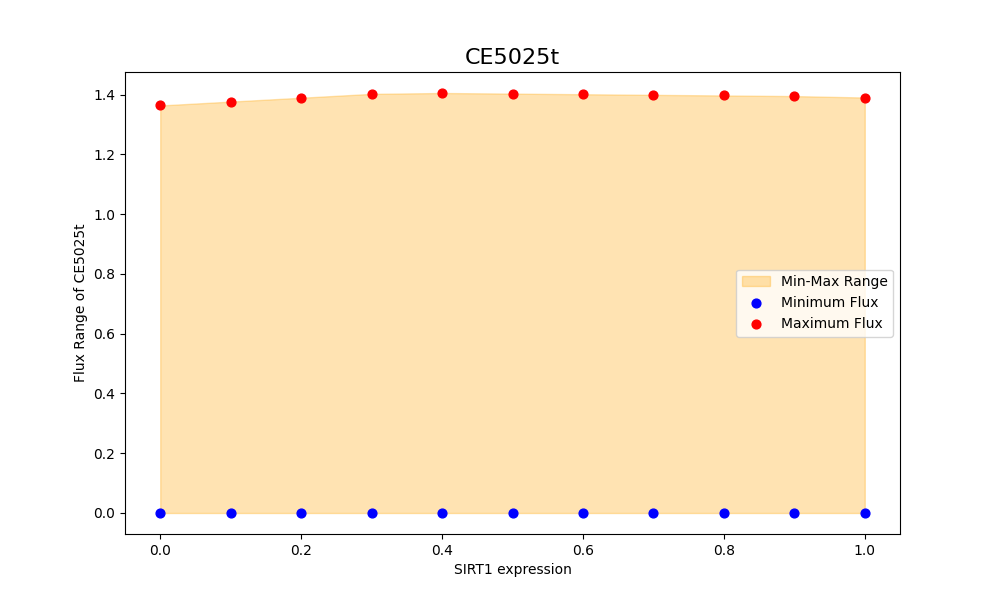 CE5025t
Flux Range of CE5025t
1.4
1.2
1.0
0.8
0.6
0.4
0.2
0.0
Min-Max Range
Minimum Flux
Maximum Flux
0.0 0.2 0.4 0.6 0.8 1.0
SIRT1 expression